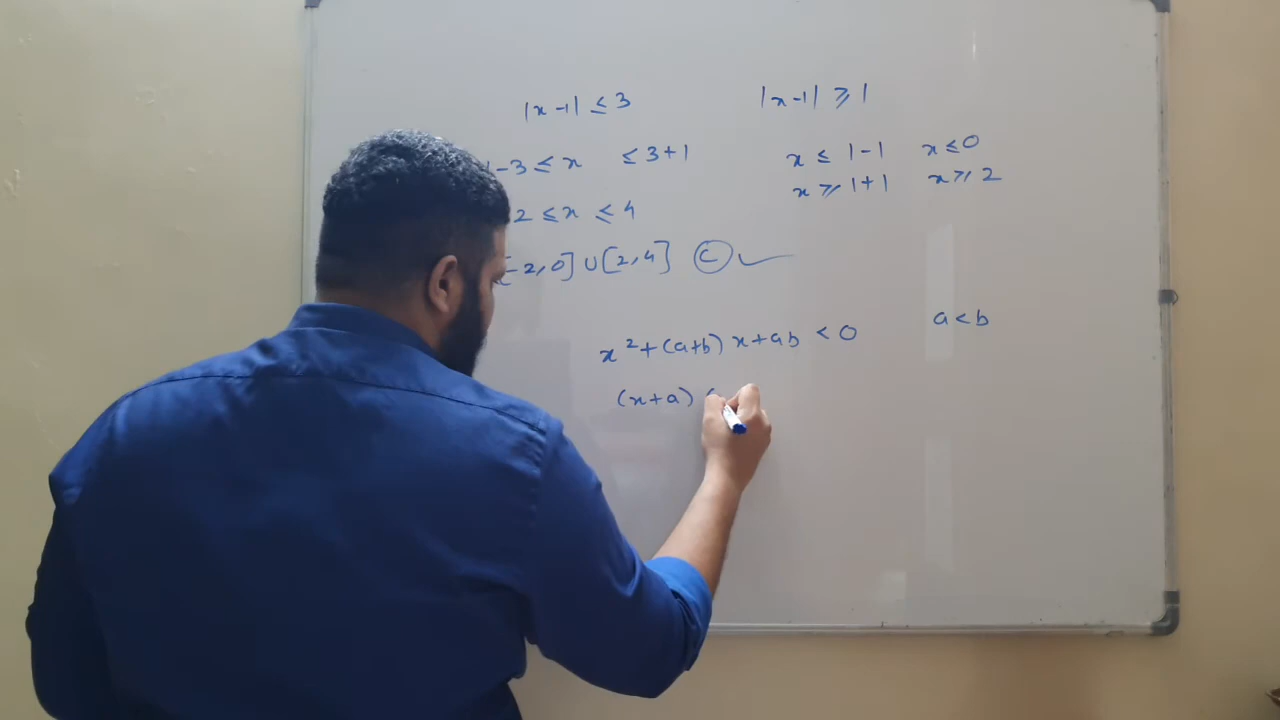 |x-1| ≤ 3
|x-1| ≥ 1
1-3 ≤ x ≤ 3+1
x ≤ 1-1 x ≤ 0
x ≥ 1+1 x ≥ 2
2 ≤ x ≤ 4
[-2,0] ∪ [2,4] C ✓
x²+(a+b)x+ab < 0 a<b
(x+a) (